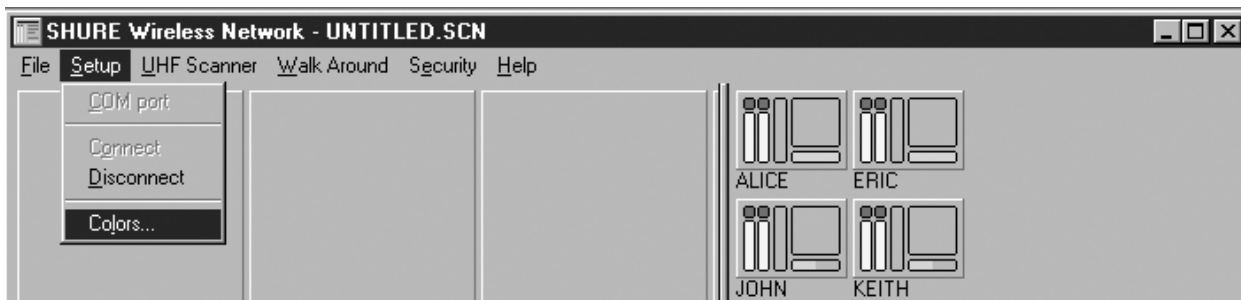 SHURE Wireless Network - UNTITLED.SCN
File Setup UHF Scanner Walk Around Security Help
COM port
Connect
Disconnect
Colors...
ALICE ERIC
JOHN KEITH